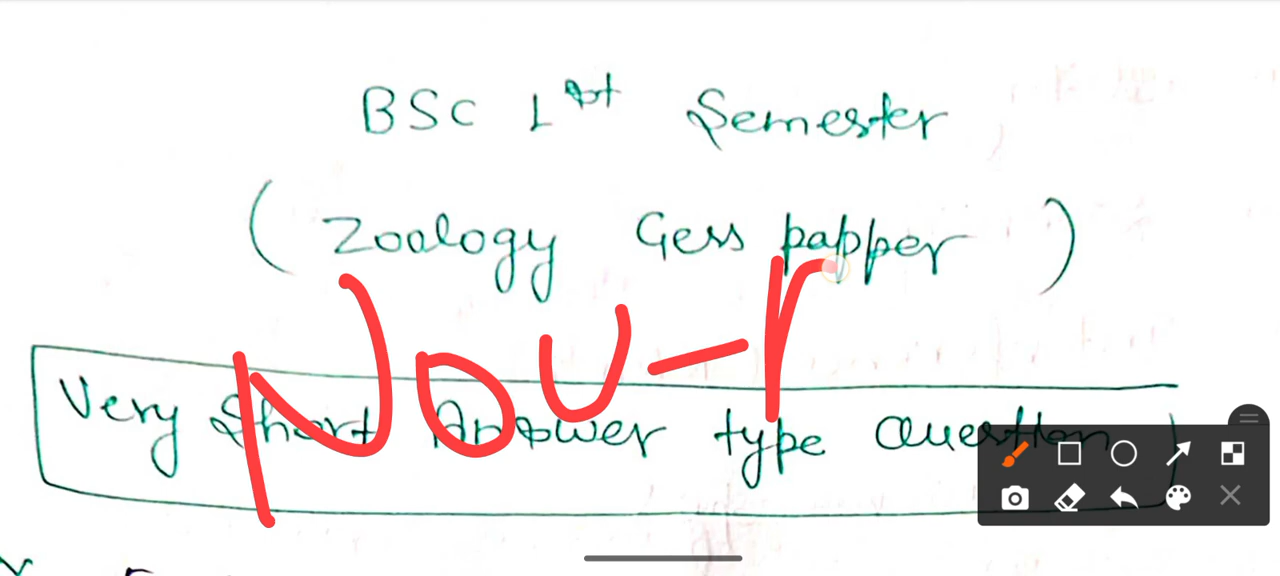 BSc 1st Semester
(Zoology Gess papper)
Nou-r
Very Short Answer type Question